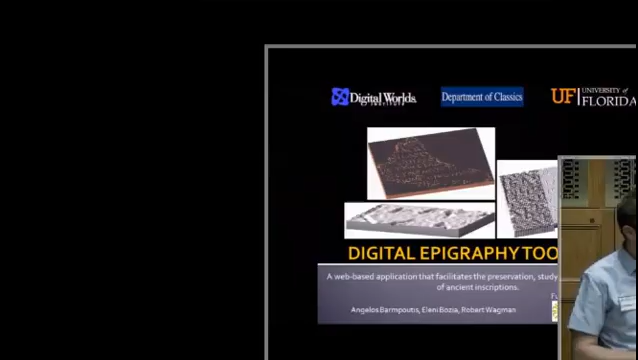 Digital Worlds
INSTITUTE
Department of Classics
UF UNIVERSITY of
FLORIDA
DIGITAL EPIGRAPHY TOO
A web-based application that facilitates the preservation, study
of ancient inscriptions.
Angelos Barmpoutis, Eleni Bozia, Robert Wagman